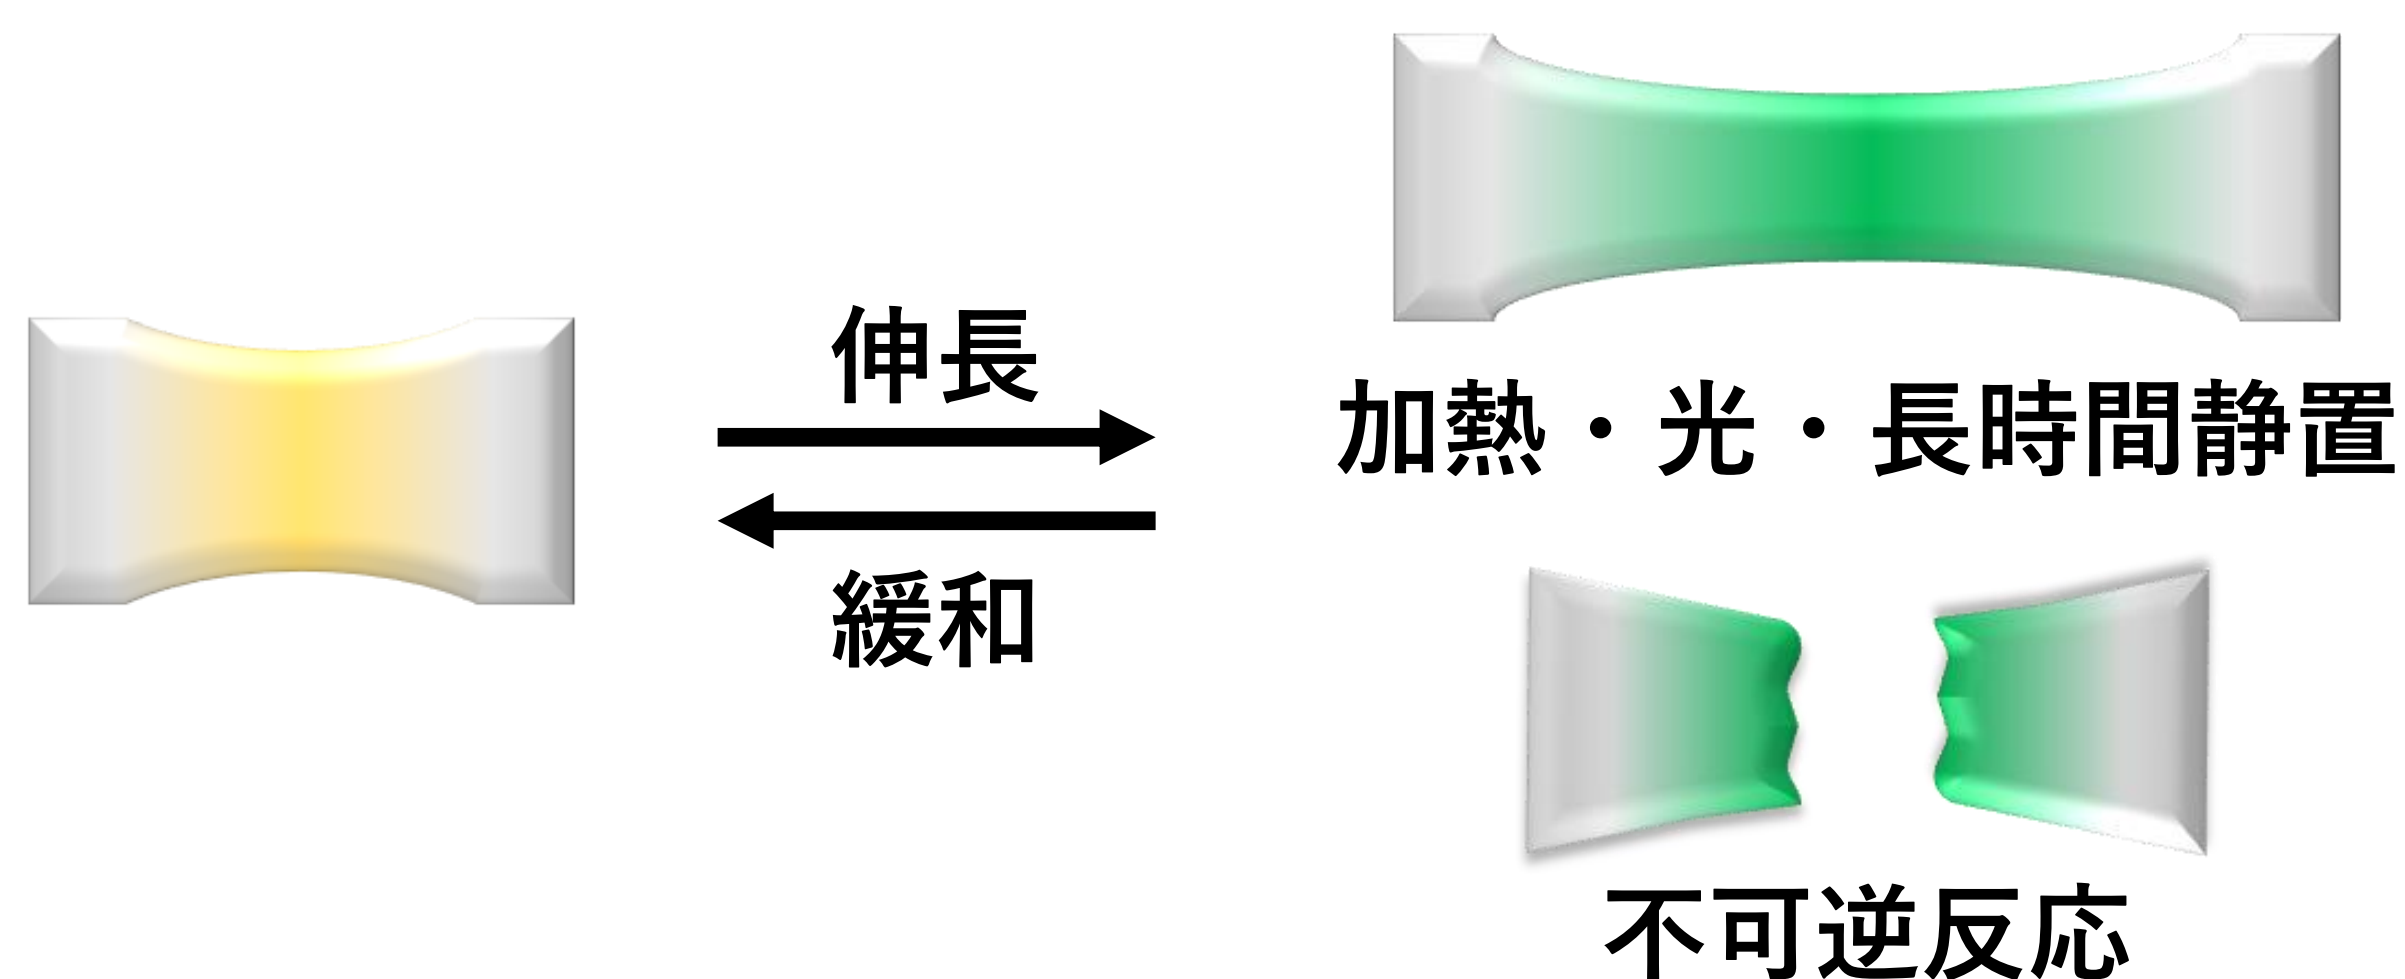 伸長
緩和
加熱・光・長時間静置
不可逆反応